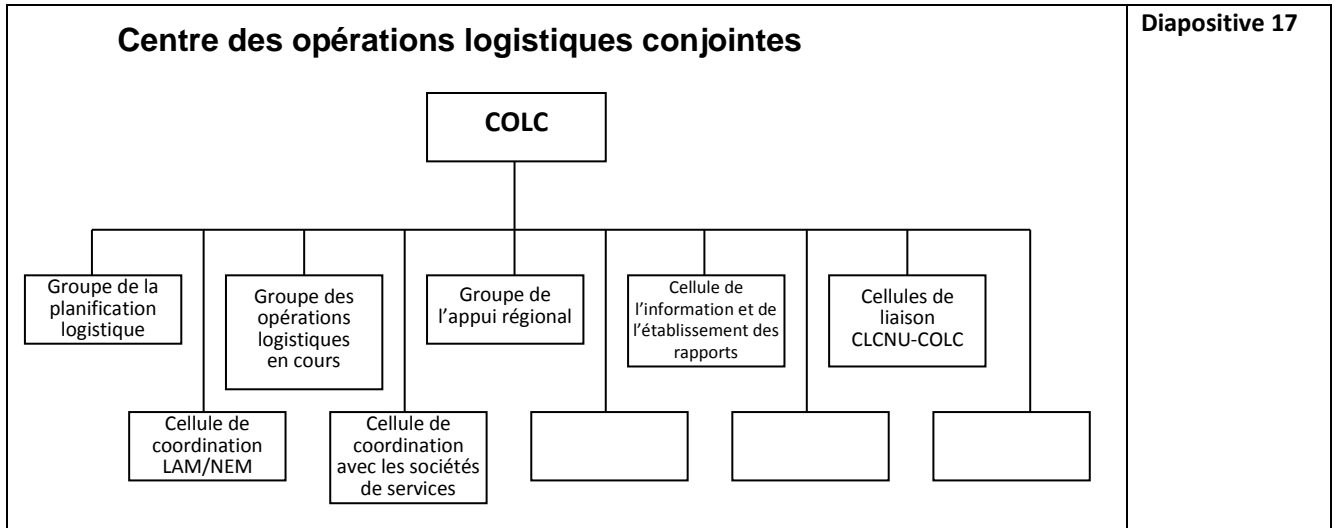 Centre des opérations logistiques conjointes
Diapositive 17
COLC
Groupe de la
planification
logistique
Groupe des
opérations
logistiques
en cours
Groupe de
l'appui régional
Cellule de
l'information et de
l'établissement des
rapports
Cellules de
liaison
CLCNU-COLC
Cellule de
coordination
LAM/NEM
Cellule de
coordination
avec les sociétés
de services